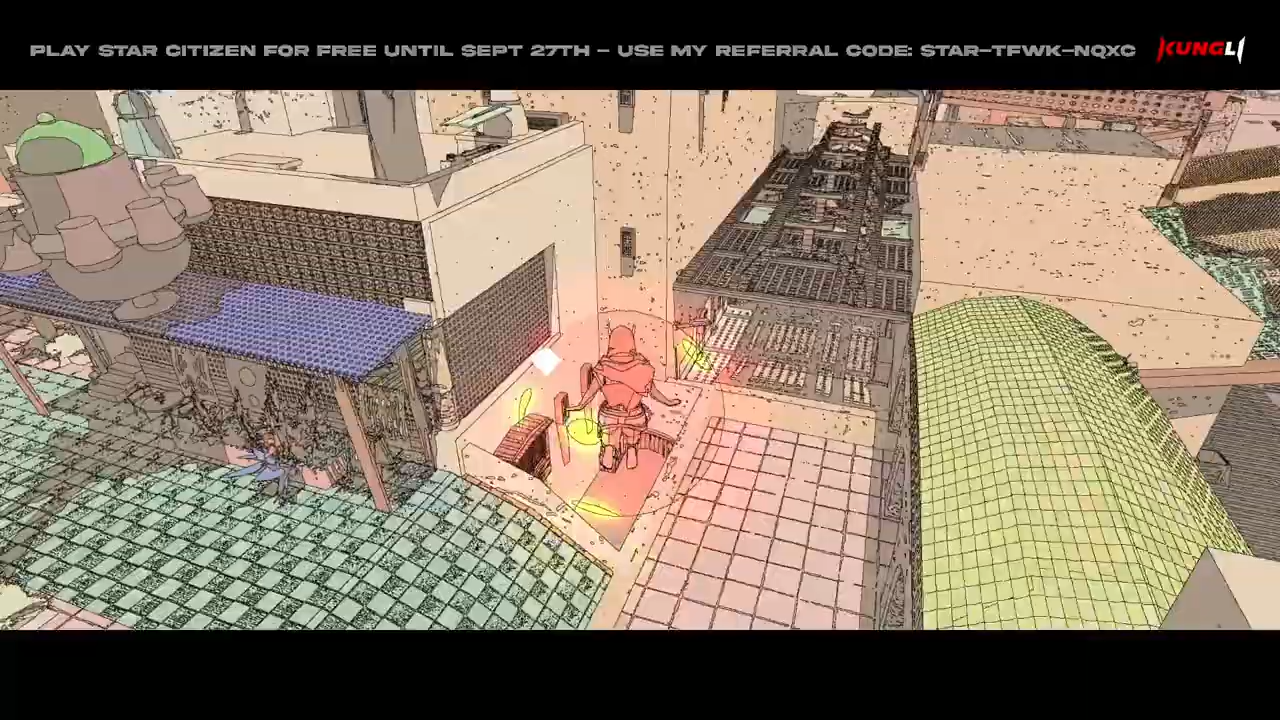 PLAY STAR CITIZEN FOR FREE UNTIL SEPT 27TH – USE MY REFERRAL CODE: STAR–TFWK–NQXC KUNGLI